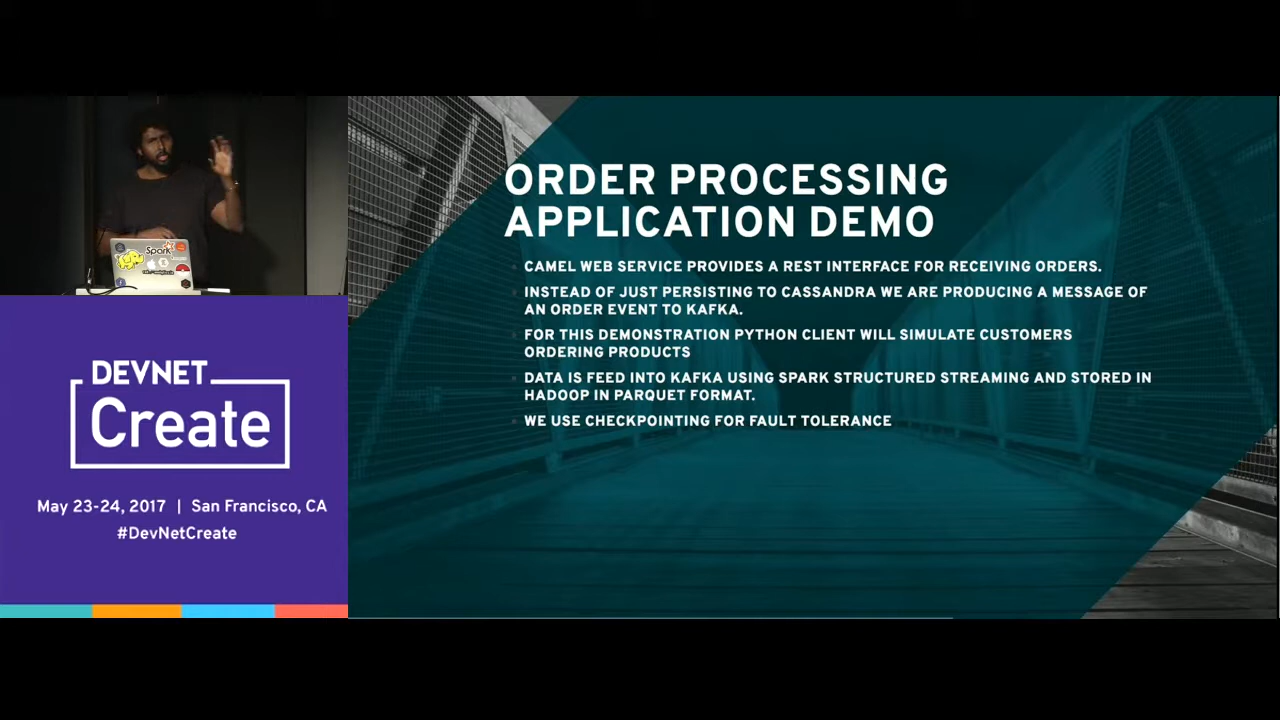 ORDER PROCESSING
APPLICATION DEMO
CAMEL WEB SERVICE PROVIDES A REST INTERFACE FOR RECEIVING ORDERS.
INSTEAD OF JUST PERSISTING TO CASSANDRA WE ARE PRODUCING A MESSAGE OF
AN ORDER EVENT TO KAFKA.
FOR THIS DEMONSTRATION PYTHON CLIENT WILL SIMULATE CUSTOMERS
ORDERING PRODUCTS
DATA IS FEED INTO KAFKA USING SPARK STRUCTURED STREAMING AND STORED IN
HADOOP IN PARQUET FORMAT.
WE USE CHECKPOINTING FOR FAULT TOLERANCE
Spark
DEVNET
Create
May 23-24, 2017 | San Francisco, CA
#DevNetCreate